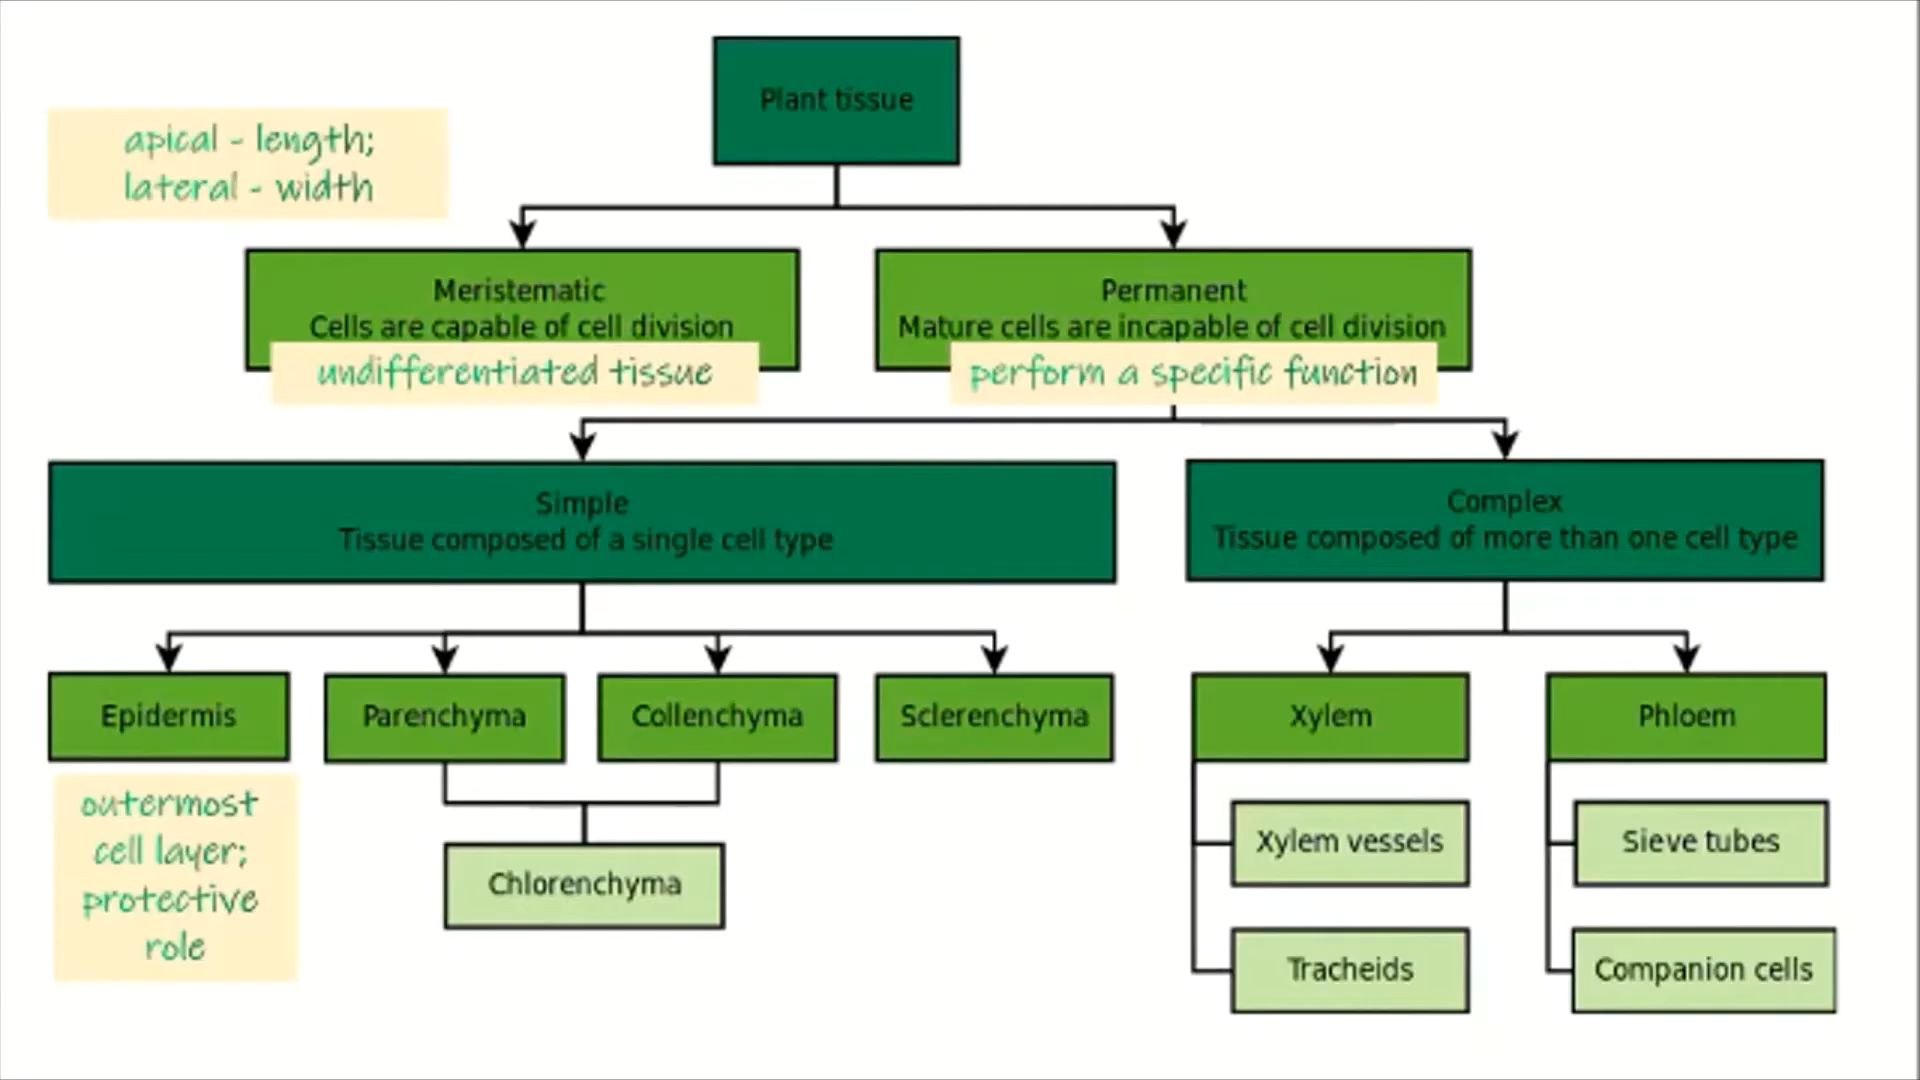 Plant tissue
apical - length;
lateral - width
Meristematic
Cells are capable of cell division
undifferentiated tissue
Permanent
Mature cells are incapable of cell division
perform a specific function
Simple
Tissue composed of a single cell type
Complex
Tissue composed of more than one cell type
Epidermis
Parenchyma
Collenchyma
Sclerenchyma
Xylem
Phloem
outermost
cell layer;
protective
role
Chlorenchyma
Xylem vessels
Sieve tubes
Tracheids
Companion cells